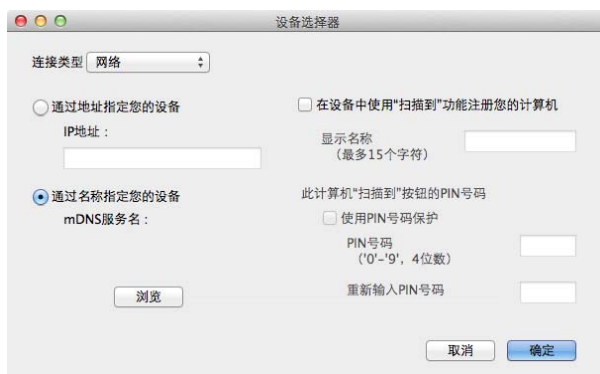 设备选择器
连接类型 网络
通过地址指定您的设备
IP地址：
通过名称指定您的设备
mDNS服务名：
浏览
在设备中使用“扫描到”功能注册您的计算机
显示名称
（最多15个字符）
此计算机“扫描到”按钮的PIN号码
使用PIN号码保护
PIN号码
（'0'–'9'，4位数）
重新输入PIN号码
取消 确定